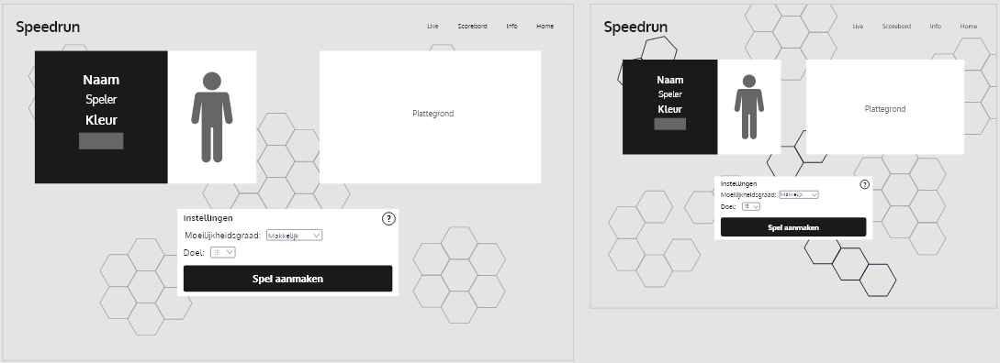 Speedrun
Live Scorebord Info Home
Naam
Speler
Kleur
Plattegrond
Instellingen
?
Moeilijkheidsgraad: Makkelijk
Doel: 15
Spel aanmaken
Speedrun
Live Scorebord Info Home
Naam
Speler
Kleur
Plattegrond
Instellingen
?
Moeilijkheidsgraad: Makkelijk
Doel: 15
Spel aanmaken